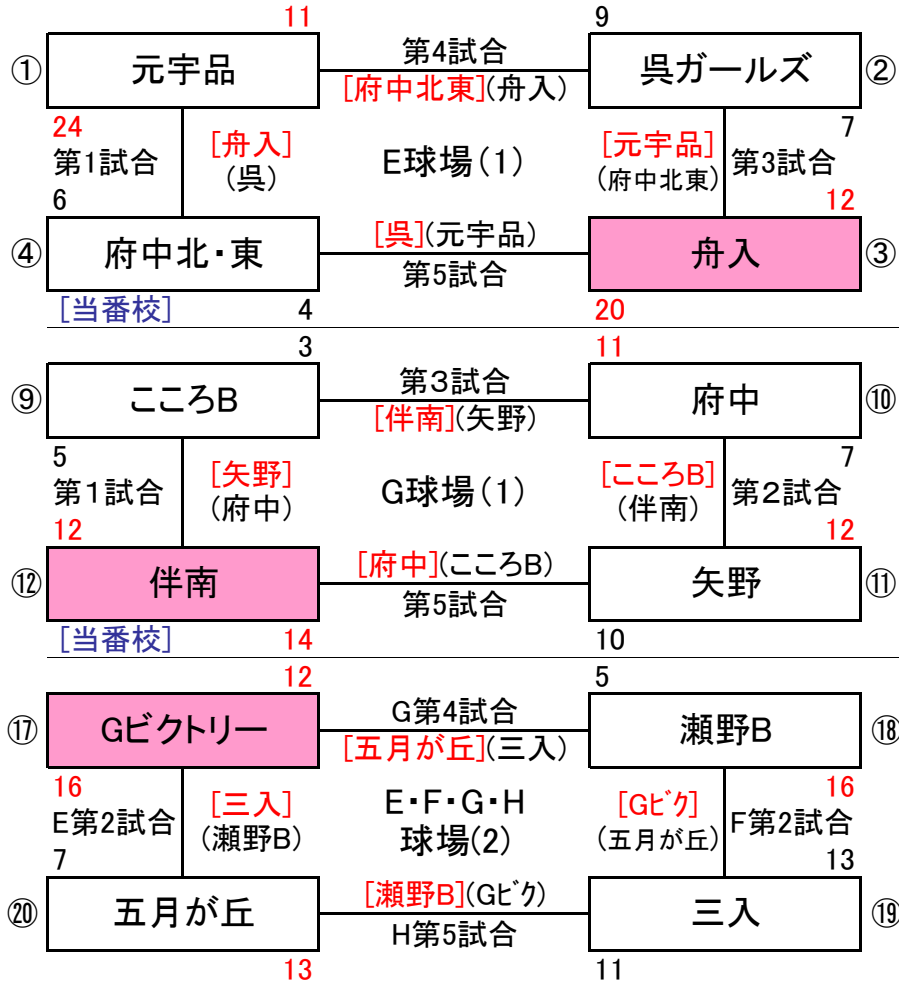 11 9
① 元宇品 第4試合 呉ガールズ ②
[府中北東](舟入)
24 7
第1試合 [舟入] E球場(1) [元宇品] 第3試合
(呉) (府中北東)
6 12
④ 府中北・東 [呉](元宇品) 舟入 ③
第5試合
[当番校] 4 20
3 11
⑨ こころB 第3試合 府中 ⑩
[伴南](矢野)
5 7
第1試合 [矢野] G球場(1) [こころB] 第2試合
(府中) (伴南)
12 12
⑫ 伴南 [府中](こころB) 矢野 ⑪
第5試合
[当番校] 14 10
12 5
⑰ Gビクトリー G第4試合 瀬野B ⑱
[五月が丘](三入)
16 16
E第2試合 [三入] E・F・G・H [Gビク] F第2試合
(瀬野B) 球場(2) (五月が丘)
7 13
⑳ 五月が丘 [瀬野B](Gビク) 三入 ⑲
H第5試合
13 11